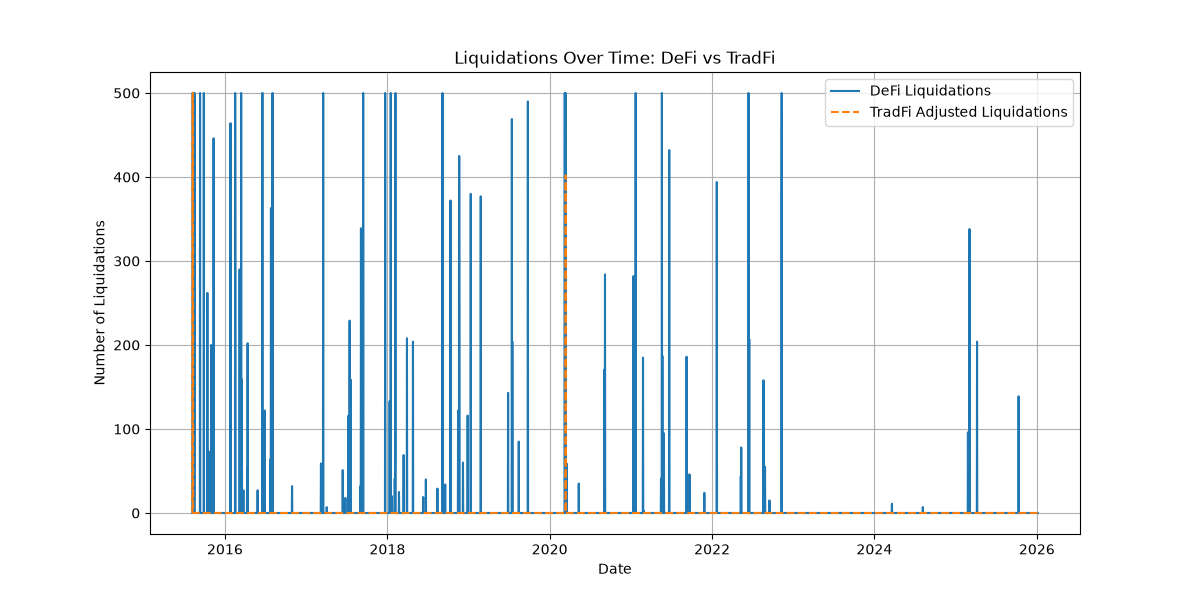 Liquidations Over Time: DeFi vs TradFi
DeFi Liquidations
TradFi Adjusted Liquidations
Number of Liquidations
500
400
300
200
100
0
2016 2018 2020 2022 2024 2026
Date